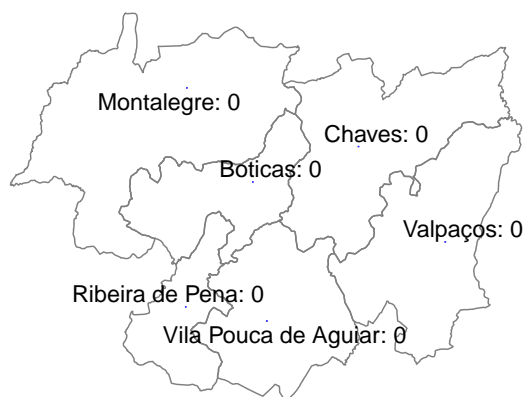 Montalegre: 0
Chaves: 0
Boticas: 0
Valpaços: 0
Ribeira de Pena: 0
Vila Pouca de Aguiar: 0